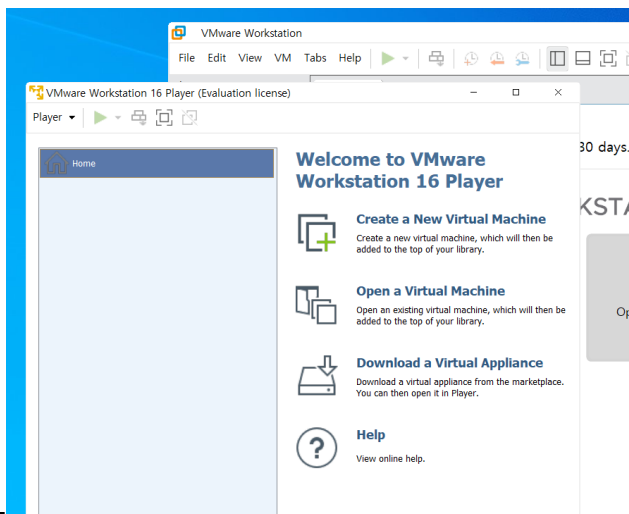 VMware Workstation
File Edit View VM Tabs Help
VMware Workstation 16 Player (Evaluation license)
Player
30 days.
Home
Welcome to VMware
Workstation 16 Player
Create a New Virtual Machine
Create a new virtual machine, which will then be
added to the top of your library.
Open a Virtual Machine
Open an existing virtual machine, which will then be
added to the top of your library.
Download a Virtual Appliance
Download a virtual appliance from the marketplace.
You can then open it in Player.
Help
View online help.